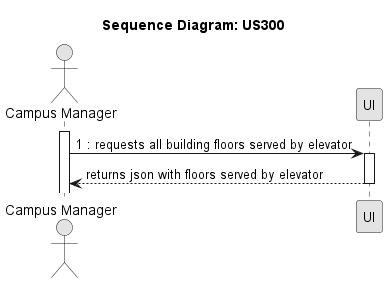 Sequence Diagram: US300
Campus Manager
UI
1 : requests all building floors served by elevator
returns json with floors served by elevator
Campus Manager
UI